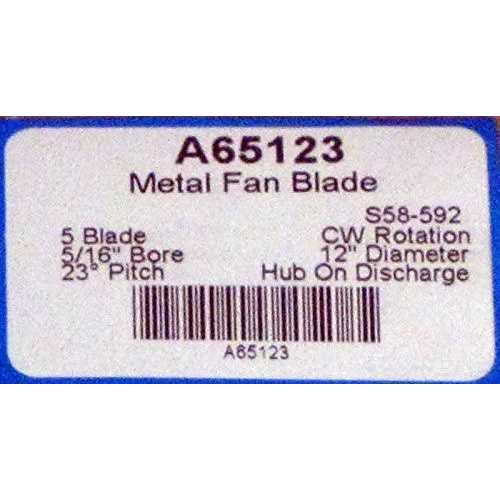 A65123
Metal Fan Blade
S58-592
5 Blade CW Rotation
5/16" Bore 12" Diameter
23° Pitch Hub On Discharge
A65123